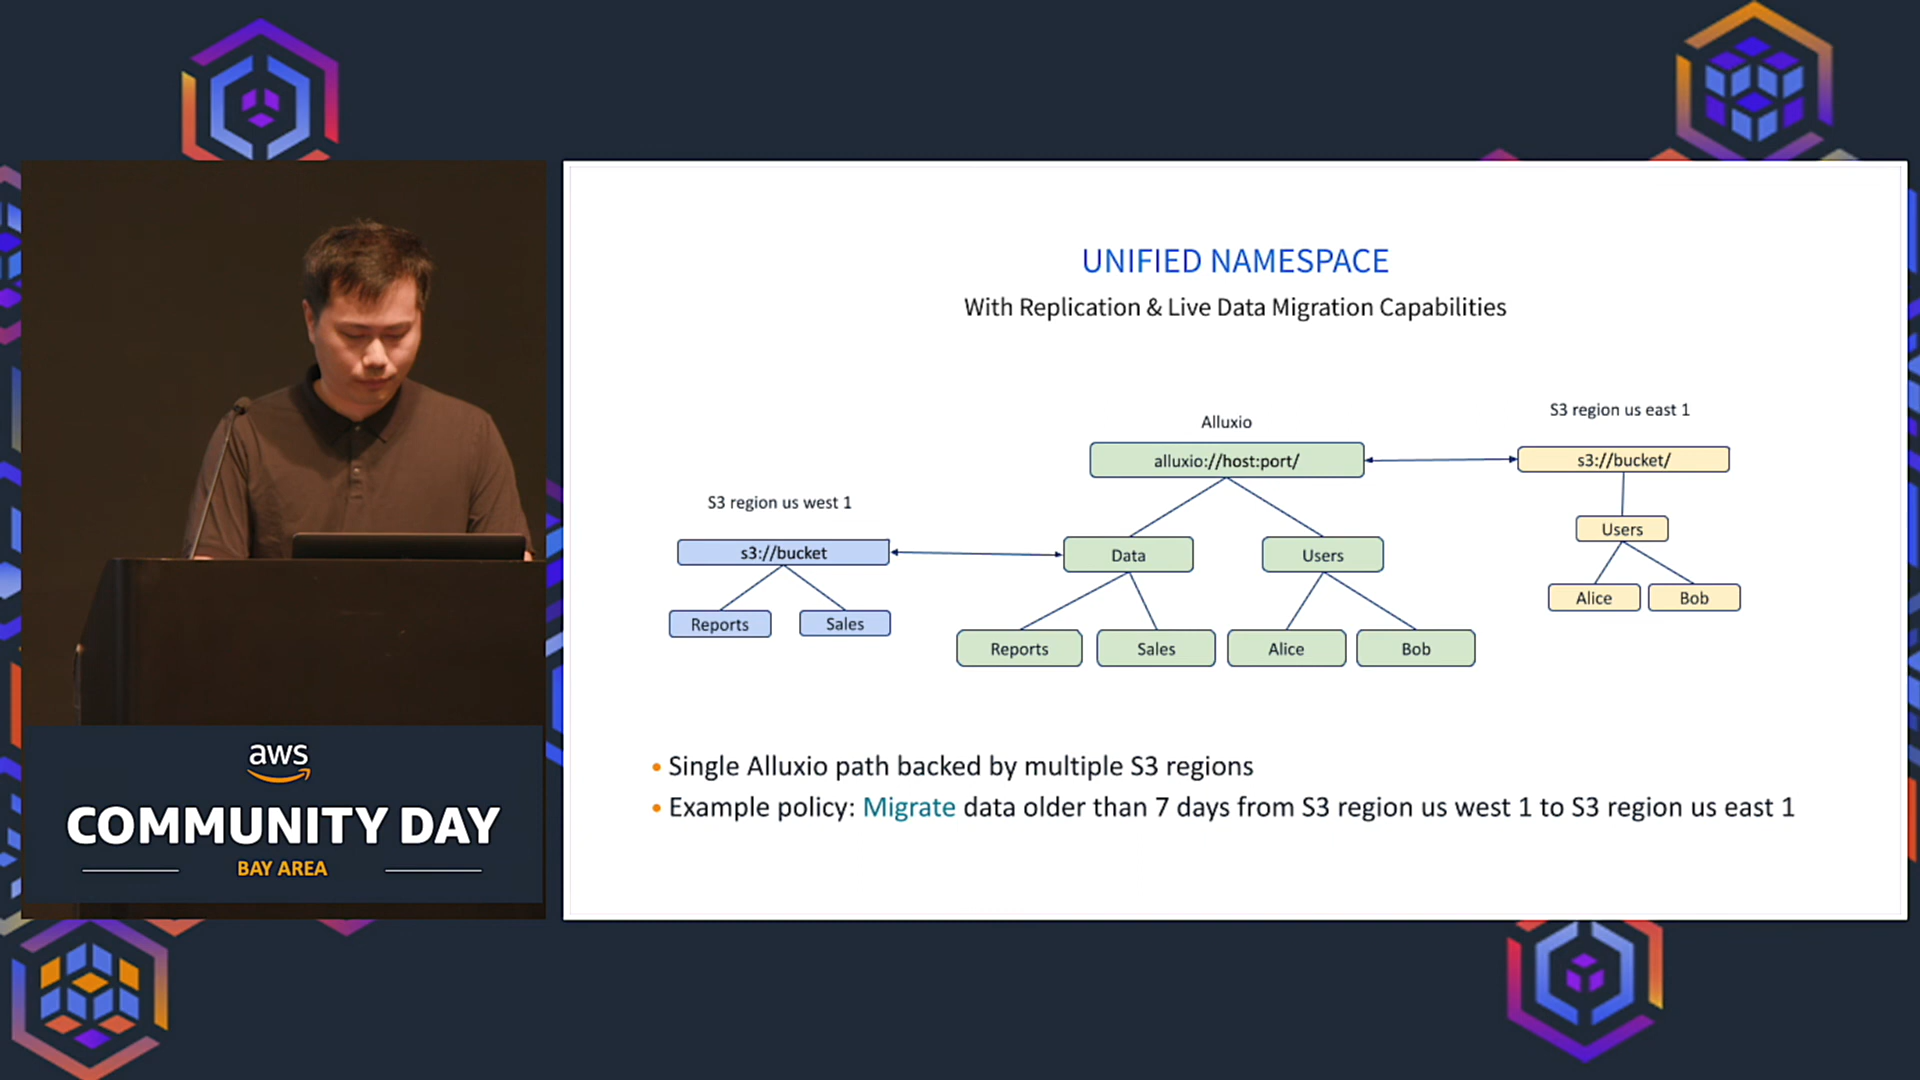 UNIFIED NAMESPACE
With Replication & Live Data Migration Capabilities
Alluxio
S3 region us east 1
alluxio://host:port/
s3://bucket/
S3 region us west 1
s3://bucket
Data
Users
Users
Reports
Sales
Reports
Sales
Alice
Bob
Alice
Bob
• Single Alluxio path backed by multiple S3 regions
• Example policy: Migrate data older than 7 days from S3 region us west 1 to S3 region us east 1
aws
COMMUNITY DAY
BAY AREA